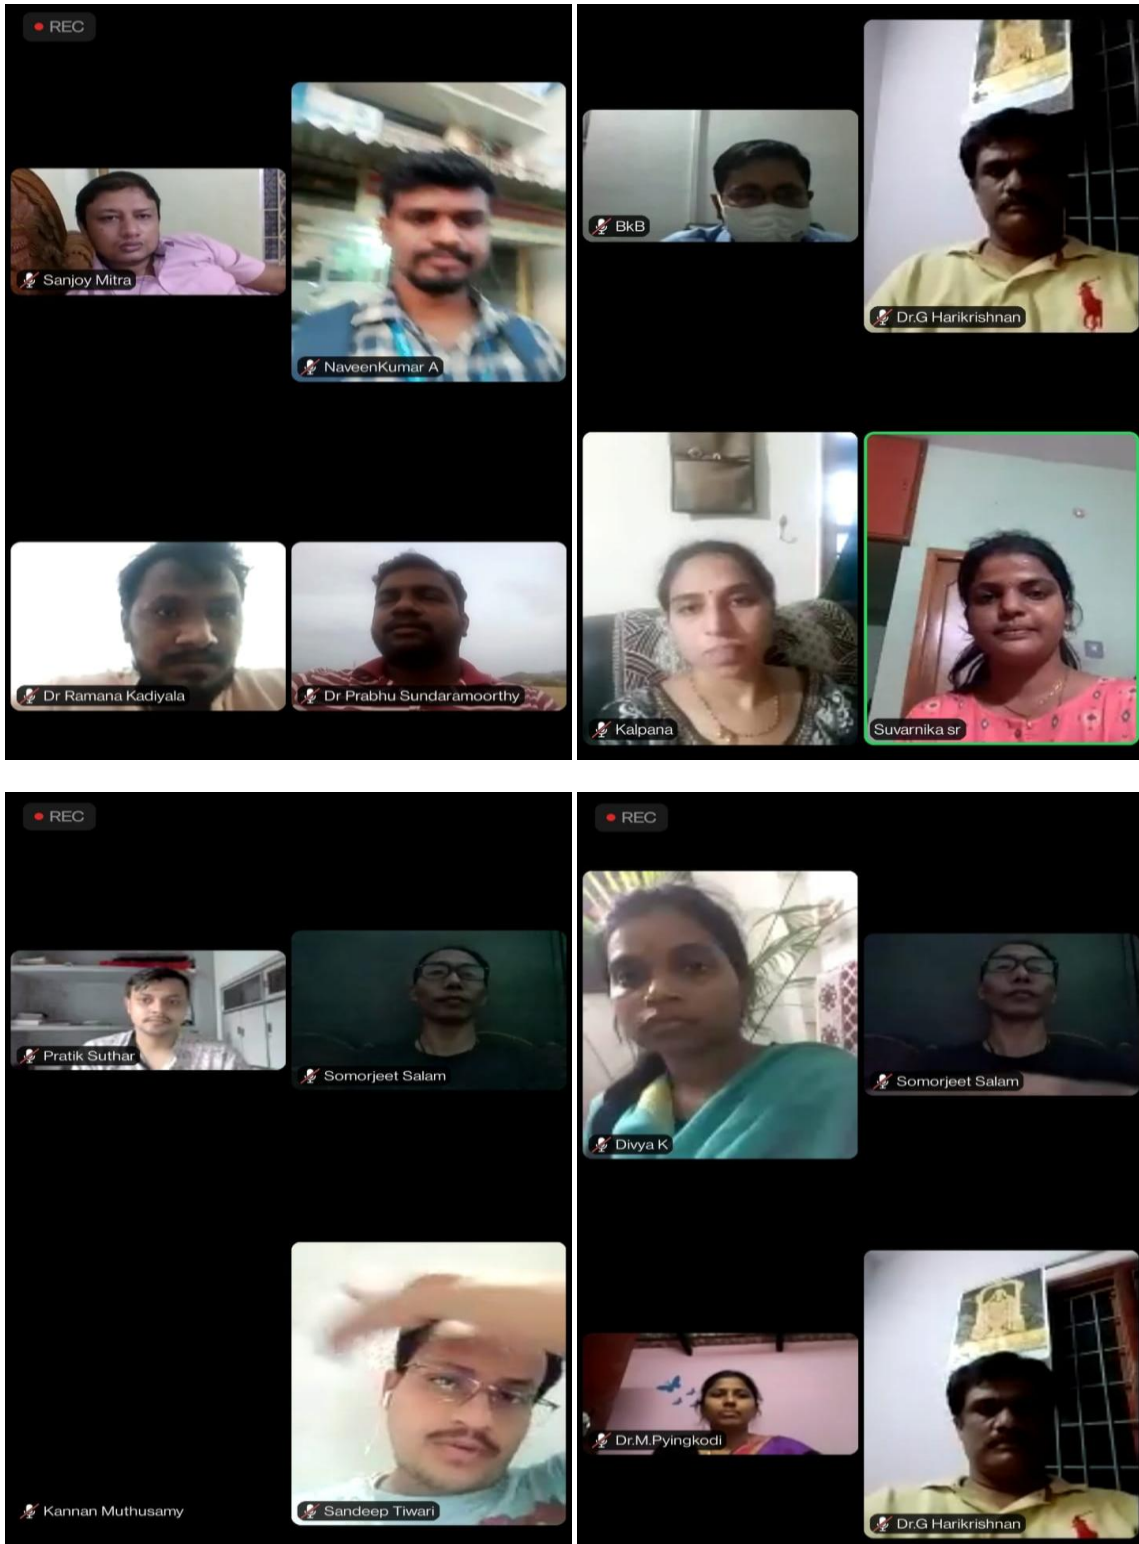 REC
Sanjoy Mitra
NaveenKumar A
Dr Ramana Kadiyala
Dr Prabhu Sundaramoorthy
BkB
Dr.G Harikrishnan
Kalpana
Suvarnika sr
REC
Pratik Suthar
Somorjeet Salam
Kannan Muthusamy
Sandeep Tiwari
REC
Divya K
Somorjeet Salam
Dr.M.Pyingkodi
Dr.G Harikrishnan